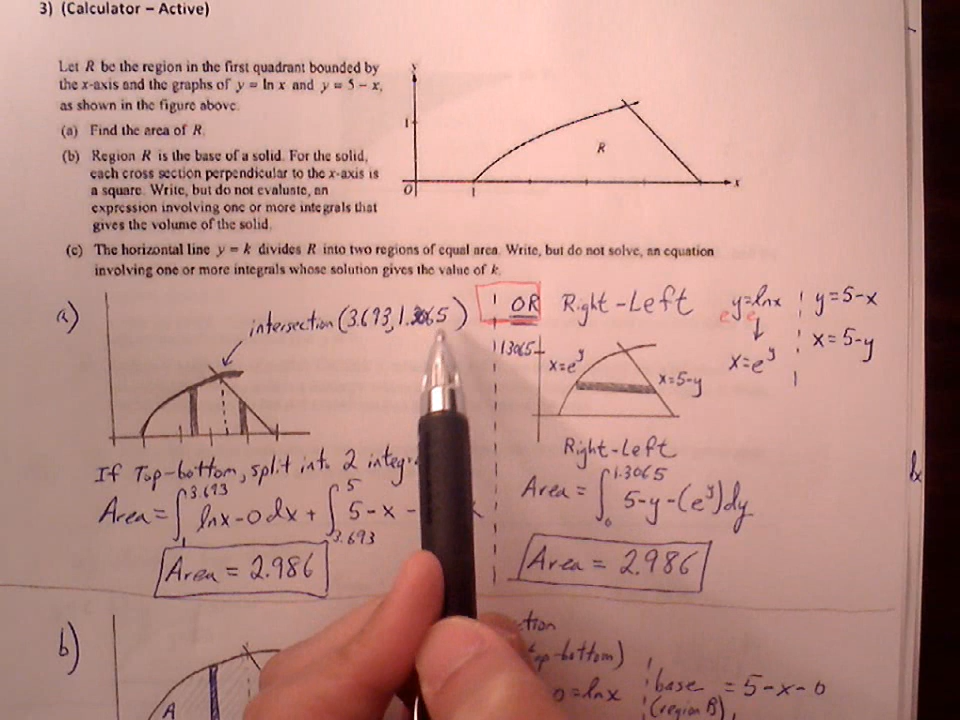 3) (Calculator – Active)
Let R be the region in the first quadrant bounded by
the x-axis and the graphs of y = ln x and y = 5 − x,
as shown in the figure above.
(a) Find the area of R.
(b) Region R is the base of a solid. For the solid,
each cross section perpendicular to the x-axis is
a square. Write, but do not evaluate, an
expression involving one or more integrals that
gives the volume of the solid.
(c) The horizontal line y = k divides R into two regions of equal area. Write, but do not solve, an equation
involving one or more integrals whose solution gives the value of k.
y
1
R
O
1
x
a)
intersection (3.693, 1.3065)
If Top-bottom, split into 2
Area = ∫₁^3.693 lnx - 0 dx + ∫_3.693^5 5 - x -
Area = 2.986
OR Right-Left
y=lnx
y=5-x
e e
x=e^y
x=5-y
1.3065
x=e^y
x=5-y
Right-Left
Area = ∫₀^1.3065 5-y-(e^y)dy
Area = 2.986
dx
b)
A
top-bottom)
0=lnx
base = 5-x-0
(region B)